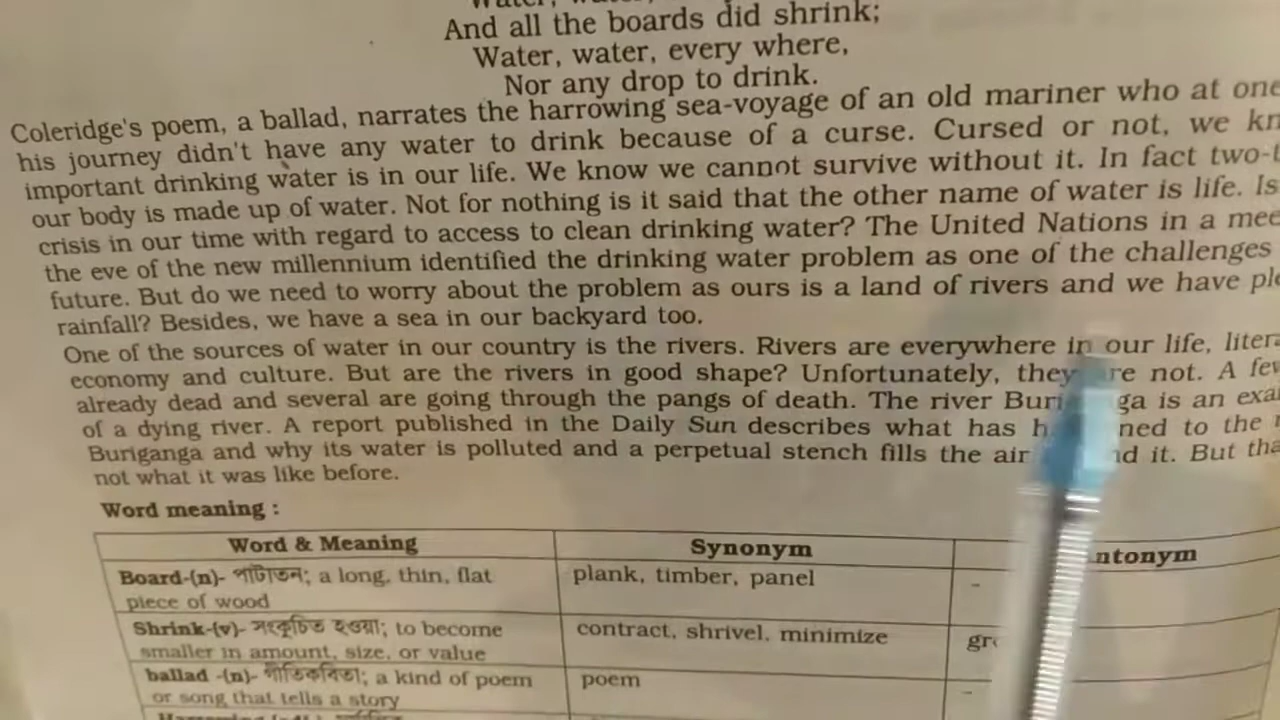 And all the boards did shrink;
Water, water, every where,
Nor any drop to drink.
Coleridge's poem, a ballad, narrates the harrowing sea-voyage of an old mariner who at one
his journey didn't have any water to drink because of a curse. Cursed or not, we kn
important drinking water is in our life. We know we cannot survive without it. In fact two-t
our body is made up of water. Not for nothing is it said that the other name of water is life. Is
crisis in our time with regard to access to clean drinking water? The United Nations in a mee
the eve of the new millennium identified the drinking water problem as one of the challenges
future. But do we need to worry about the problem as ours is a land of rivers and we have ple
rainfall? Besides, we have a sea in our backyard too.
One of the sources of water in our country is the rivers. Rivers are everywhere in our life, litera
economy and culture. But are the rivers in good shape? Unfortunately, they are not. A few
already dead and several are going through the pangs of death. The river Buri ga is an exa
of a dying river. A report published in the Daily Sun describes what has h ned to the
Buriganga and why its water is polluted and a perpetual stench fills the air nd it. But tha
not what it was like before.
Word meaning :
Word & Meaning Synonym ntonym
Board-(n)- পাটাতন; a long, thin, flat piece of wood plank, timber, panel -
Shrink-(v)- সংকুচিত হওয়া; to become smaller in amount, size, or value contract, shrivel, minimize gr
ballad -(n)- গীতিকবিতা; a kind of poem or song that tells a story poem -